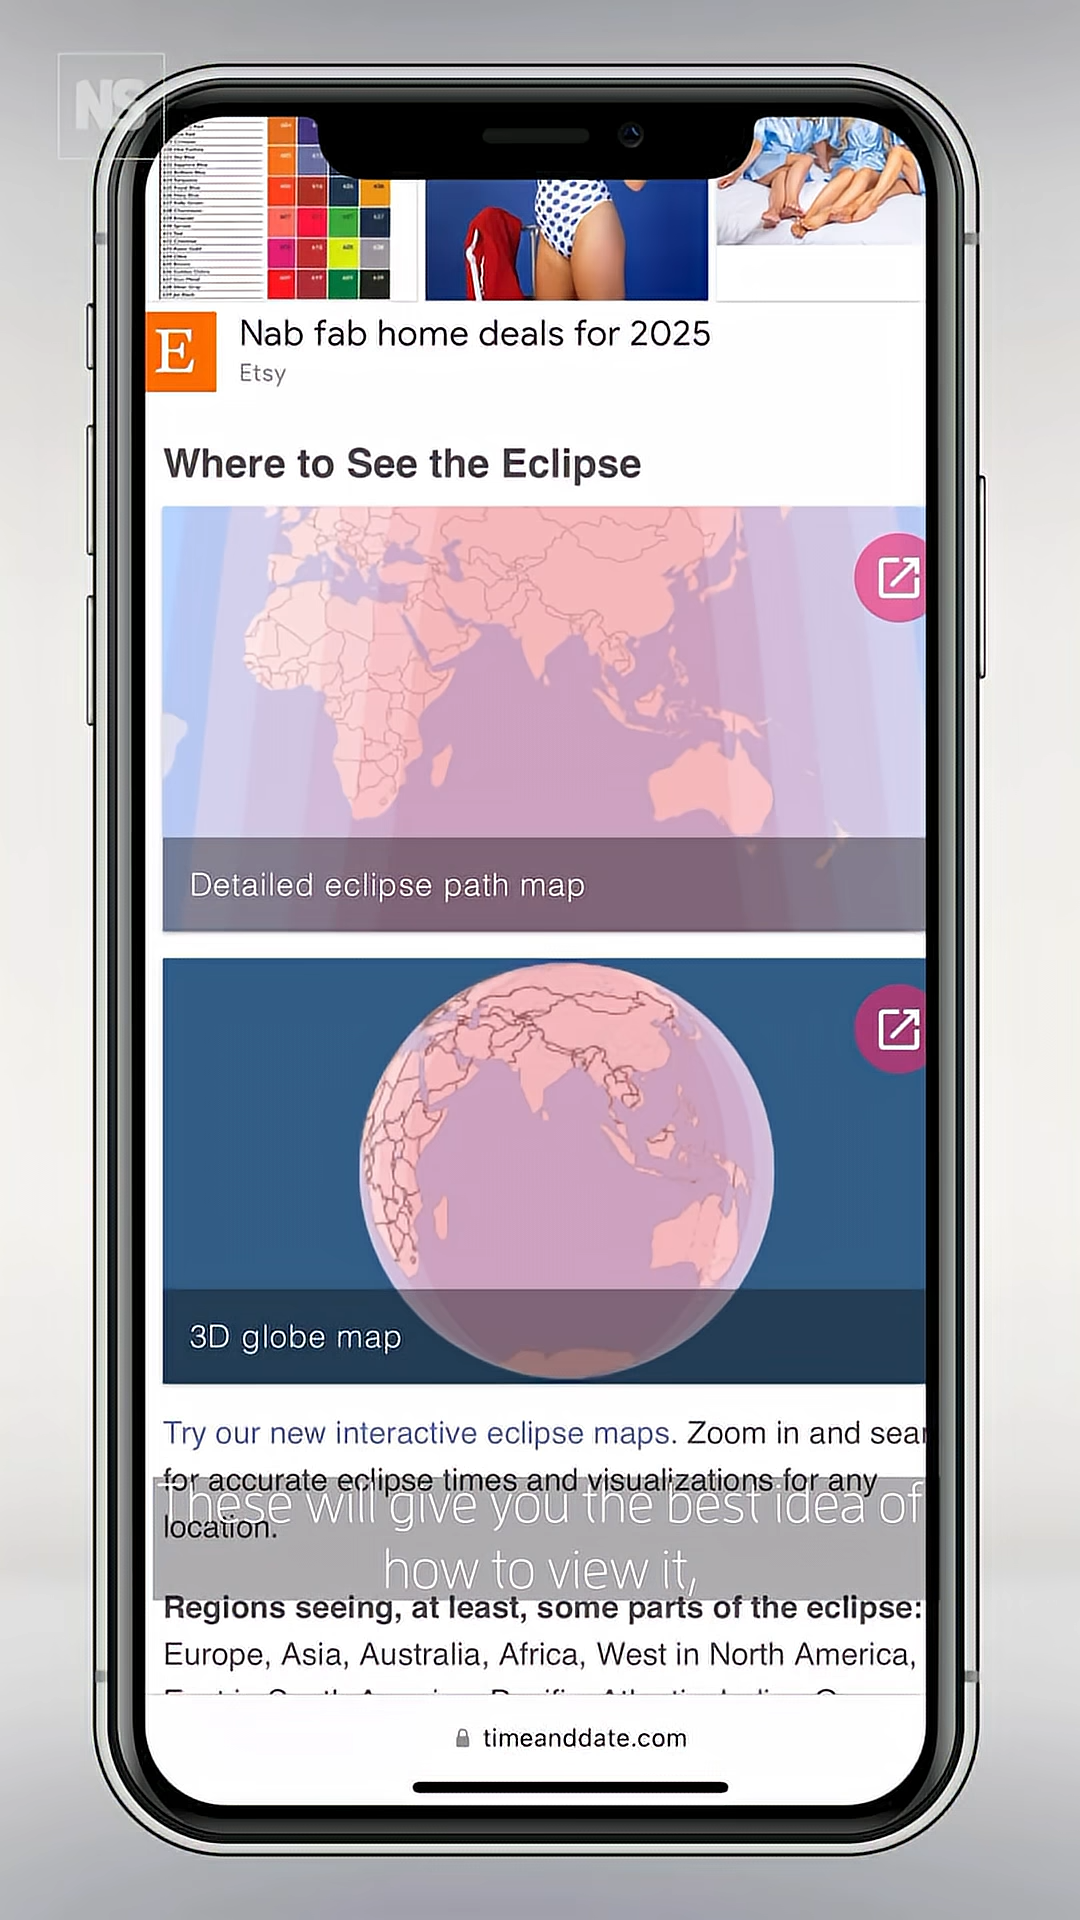 NS
E
Nab fab home deals for 2025
Etsy
Where to See the Eclipse
Detailed eclipse path map
3D globe map
Try our new interactive eclipse maps. Zoom in and sear
for accurate eclipse times and visualizations for any
location.
These will give you the best idea of
how to view it,
Regions seeing, at least, some parts of the eclipse:
Europe, Asia, Australia, Africa, West in North America,
timeanddate.com